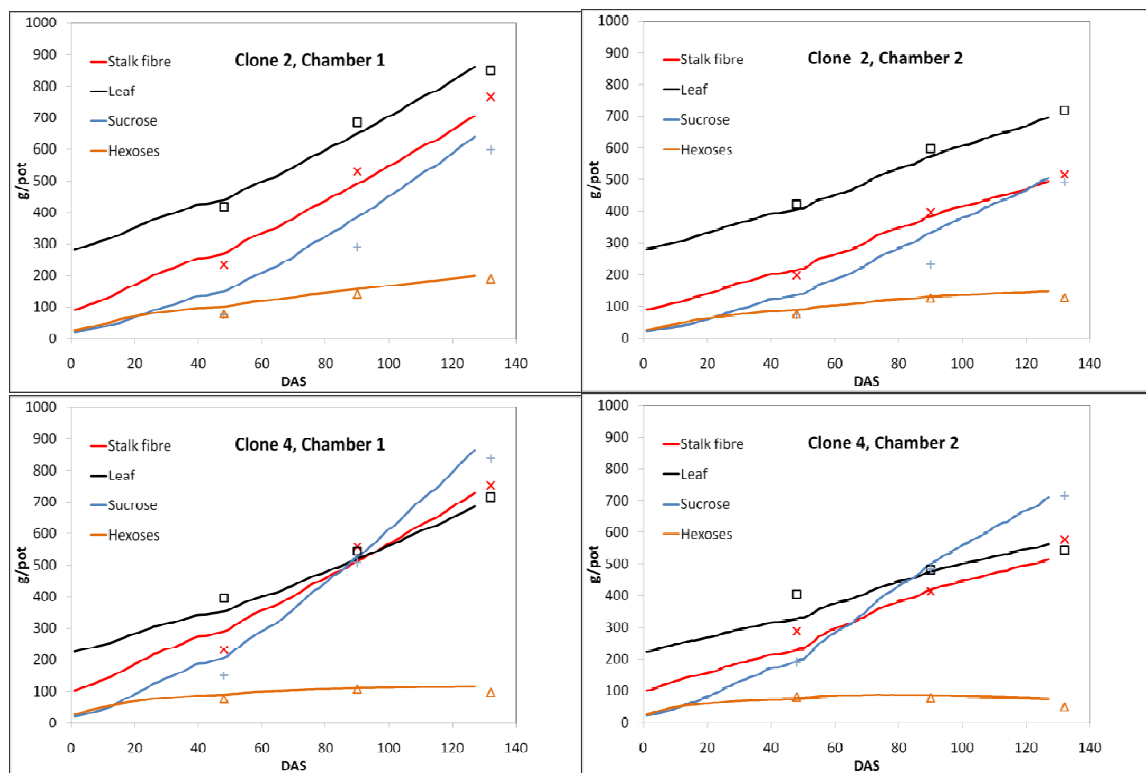 1000
900
800
700
600
500
400
300
200
100
0
g/pot
Stalk fibre
Leaf
Sucrose
Hexoses
Clone 2, Chamber 1
0 20 40 60 80 100 120 140
DAS
1000
900
800
700
600
500
400
300
200
100
0
g/pot
Stalk fibre
Leaf
Sucrose
Hexoses
Clone 2, Chamber 2
0 20 40 60 80 100 120 140
DAS
1000
900
800
700
600
500
400
300
200
100
0
g/pot
Stalk fibre
Leaf
Sucrose
Hexoses
Clone 4, Chamber 1
0 20 40 60 80 100 120 140
DAS
1000
900
800
700
600
500
400
300
200
100
0
g/pot
Stalk fibre
Leaf
Sucrose
Hexoses
Clone 4, Chamber 2
0 20 40 60 80 100 120 140
DAS